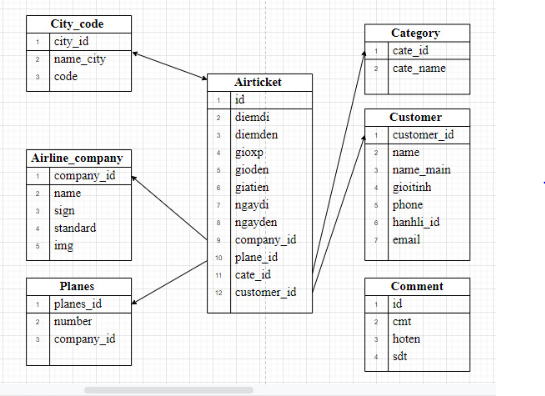 City_code
1 city_id
2 name_city
3 code
Airline_company
1 company_id
2 name
3 sign
4 standard
5 img
Planes
1 planes_id
2 number
3 company_id
Airticket
1 id
2 diemdi
3 diemden
4 gioxp
5 gioden
6 giatien
7 ngaydi
8 ngayden
9 company_id
10 plane_id
11 cate_id
12 customer_id
Category
1 cate_id
2 cate_name
Customer
1 customer_id
2 name
3 name_main
4 gioitinh
5 phone
6 hanhli_id
7 email
Comment
1 id
2 cmt
3 hoten
4 sdt